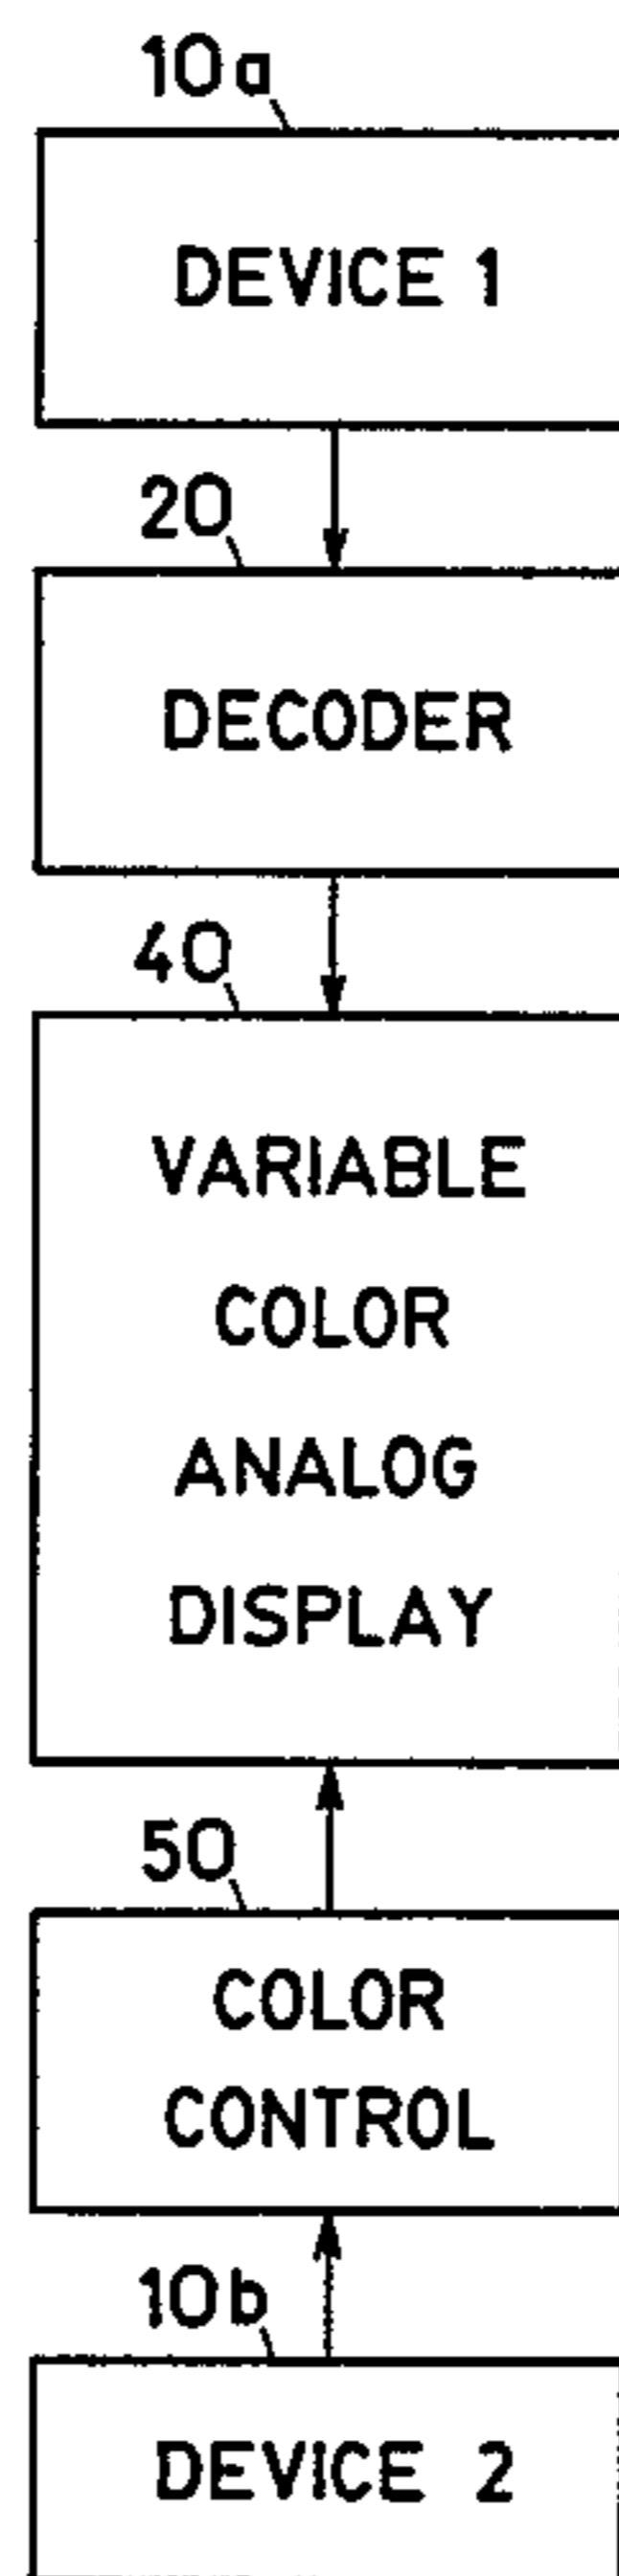 10a
DEVICE 1
20
DECODER
40
VARIABLE
COLOR
ANALOG
DISPLAY
50
COLOR
CONTROL
10b
DEVICE 2